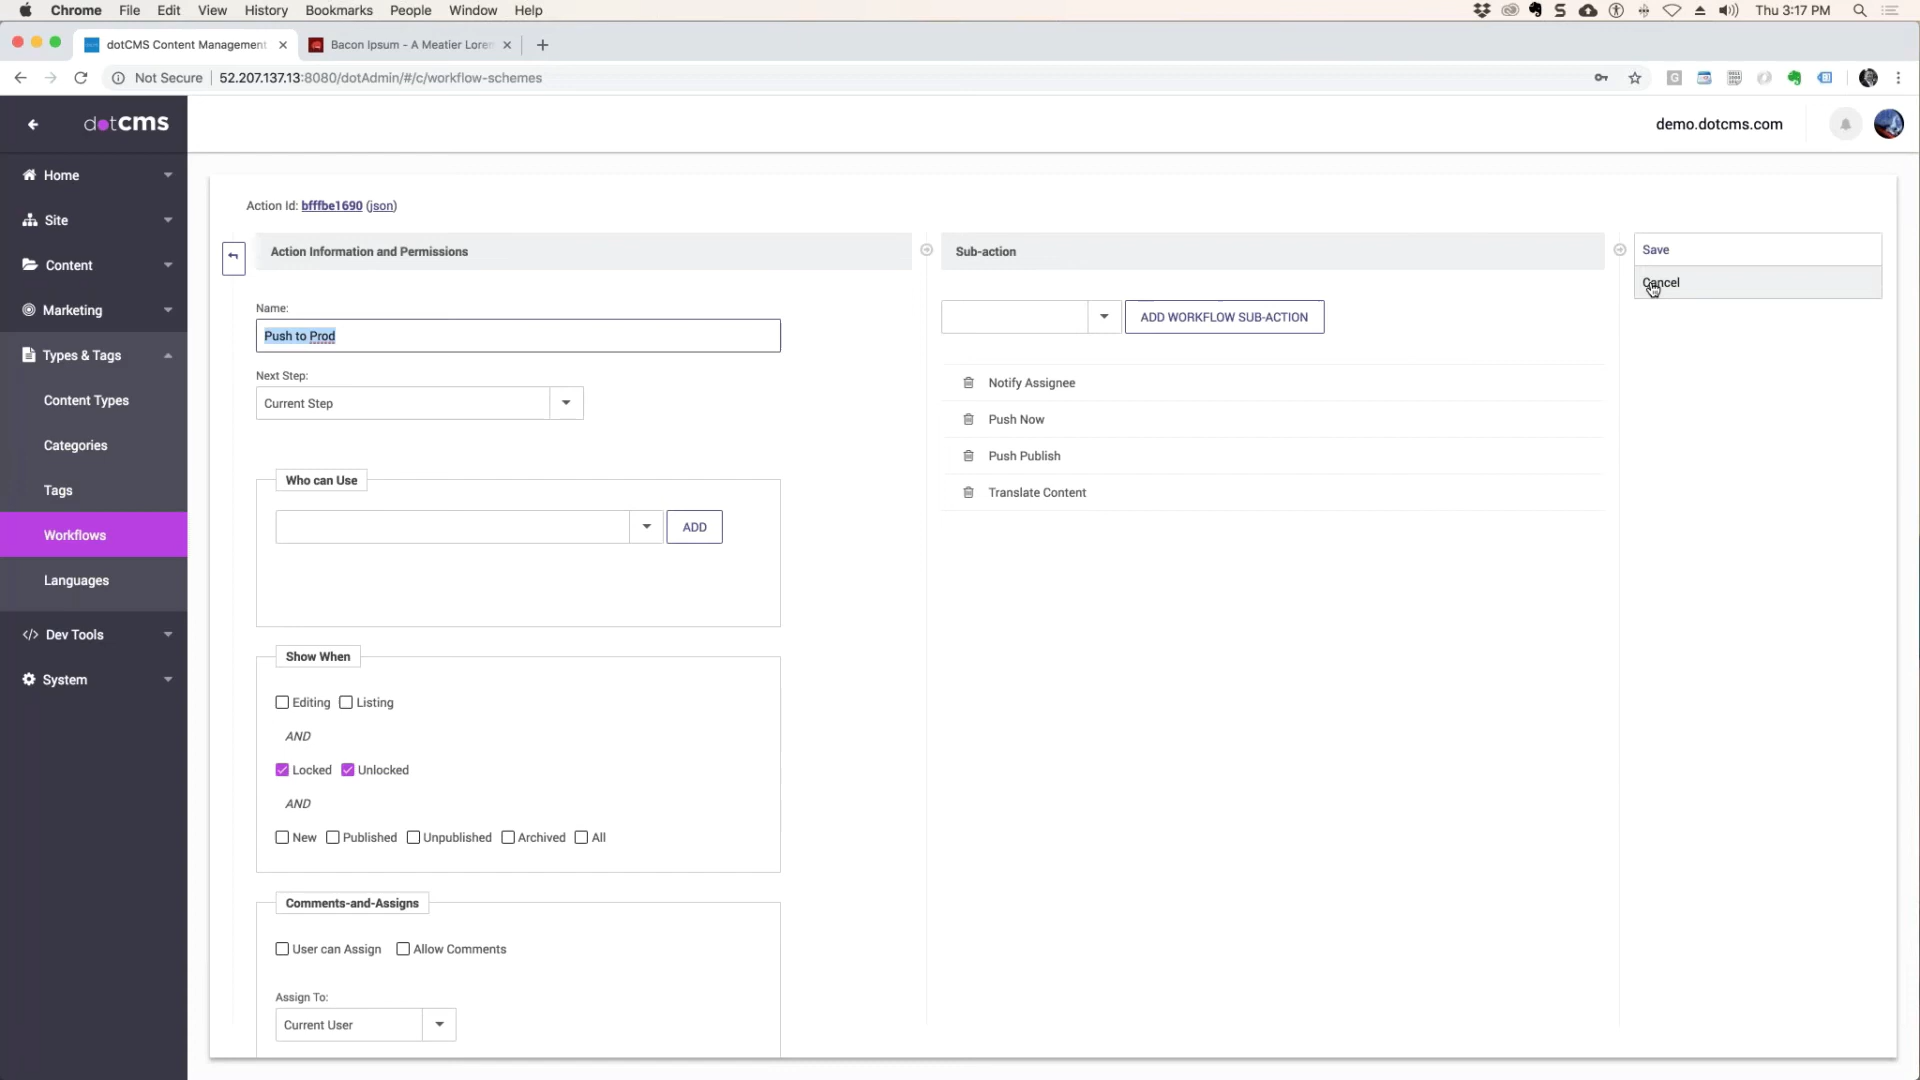 Chrome File Edit View History Bookmarks People Window Help Thu 3:17 PM
dotCMS Content Management Bacon Ipsum - A Meatier Lorem
Not Secure 52.207.137.13:8080/dotAdmin/#/c/workflow-schemes
dotCMS demo.dotcms.com
Home
Site
Content
Marketing
Types & Tags
Content Types
Categories
Tags
Workflows
Languages
Dev Tools
System
Action Id: bfffbe1690 (json)
Action Information and Permissions
Name:
Push to Prod
Next Step:
Current Step
Who can Use
ADD
Show When
Editing Listing
AND
Locked Unlocked
AND
New Published Unpublished Archived All
Comments-and-Assigns
User can Assign Allow Comments
Assign To:
Current User
Sub-action
ADD WORKFLOW SUB-ACTION
Notify Assignee
Push Now
Push Publish
Translate Content
Save
Cancel